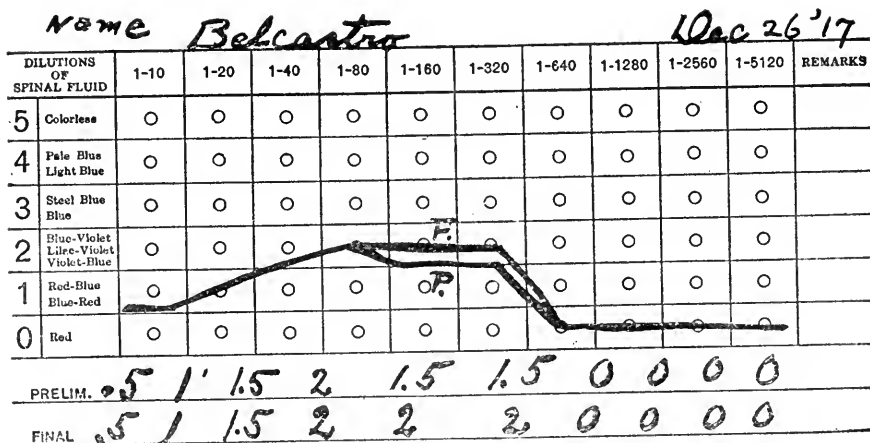 Name Belcastro Dec 26 '17
DILUTIONS OF SPINAL FLUID 1-10 1-20 1-40 1-80 1-160 1-320 1-640 1-1280 1-2560 1-5120 REMARKS
5 Colorless
4 Pale Blue Light Blue
3 Steel Blue Blue
2 Blue-Violet Lilac-Violet Violet-Blue F.
1 Red-Blue Blue-Red P.
0 Red
PRELIM. .5 1 1.5 2 1.5 1.5 0 0 0 0
FINAL .5 1 1.5 2 2 2 0 0 0 0